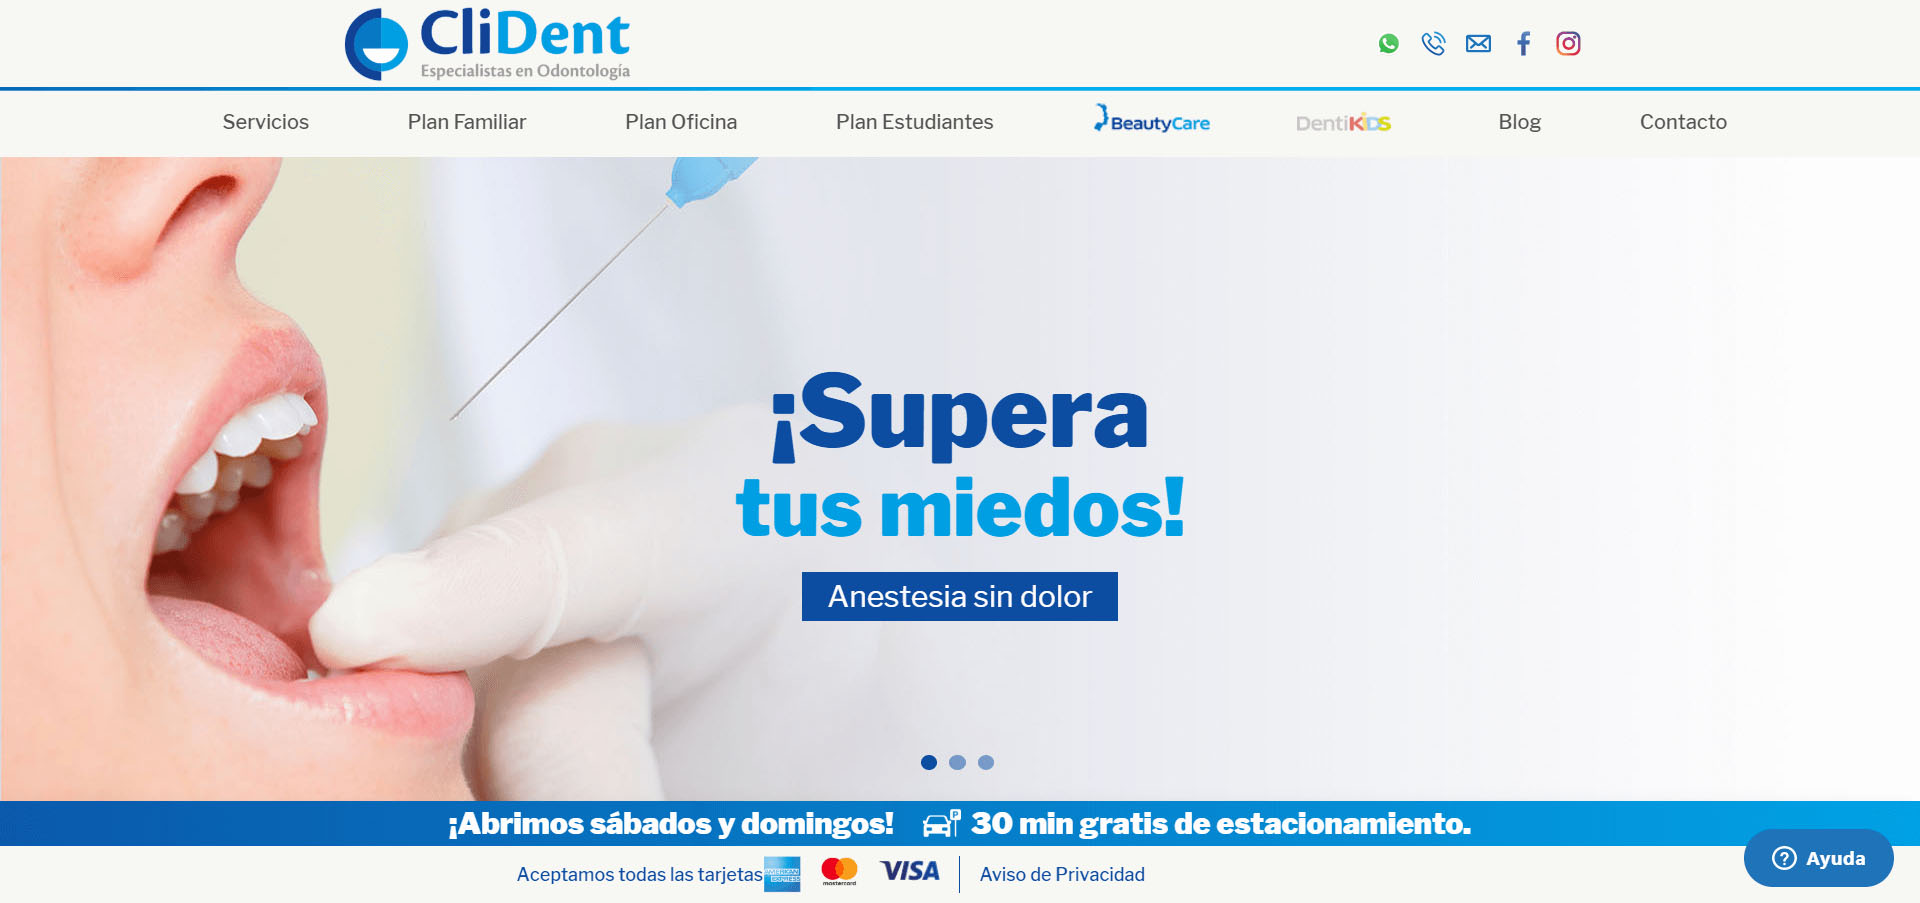 CliDent
Especialistas en Odontología
Servicios
Plan Familiar
Plan Oficina
Plan Estudiantes
BeautyCare
DentiKiDS
Blog
Contacto
¡Supera
tus miedos!
Anestesia sin dolor
¡Abrimos sábados y domingos! P 30 min gratis de estacionamiento.
Aceptamos todas las tarjetas AMERICAN EXPRESS mastercard VISA Aviso de Privacidad
? Ayuda